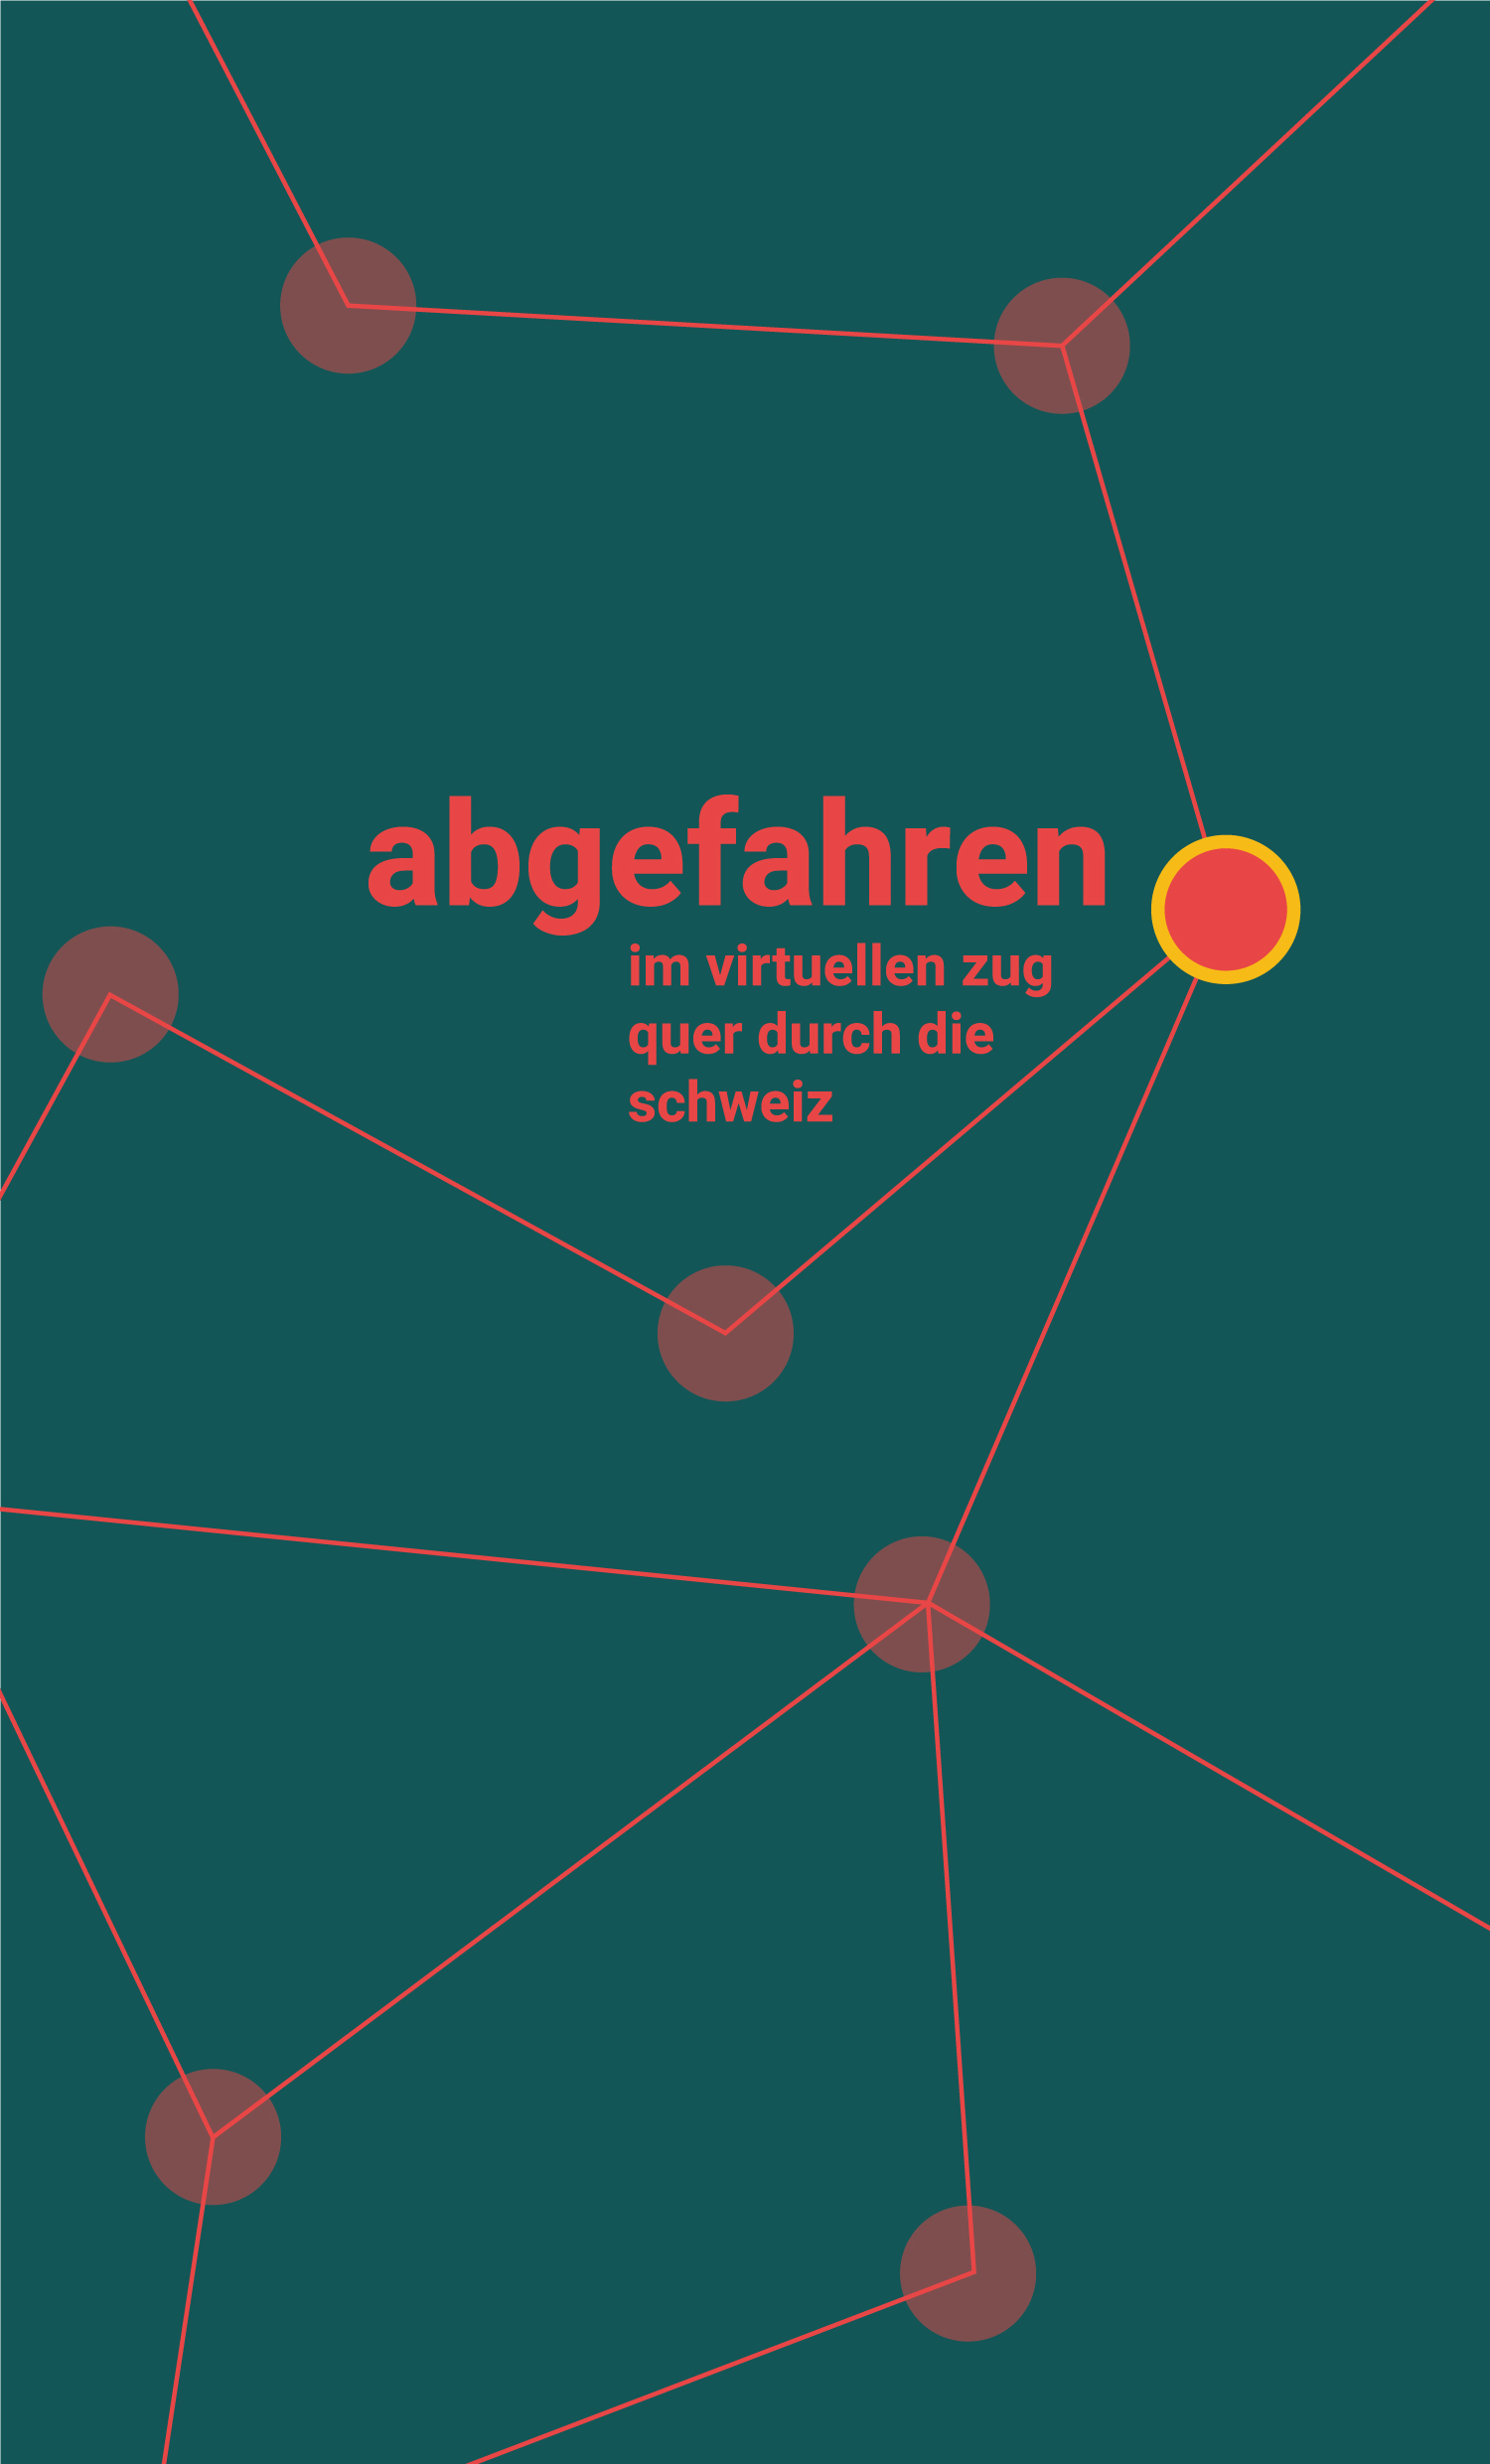 abgefahren
im virtuellen zug
quer durch die
schweiz